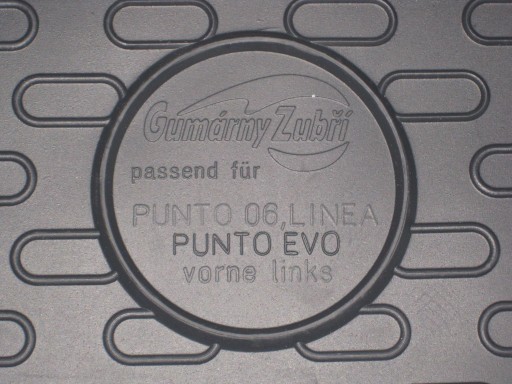 Gumárny Zubří
passend für
PUNTO 06, LINEA
PUNTO EVO
vorne links